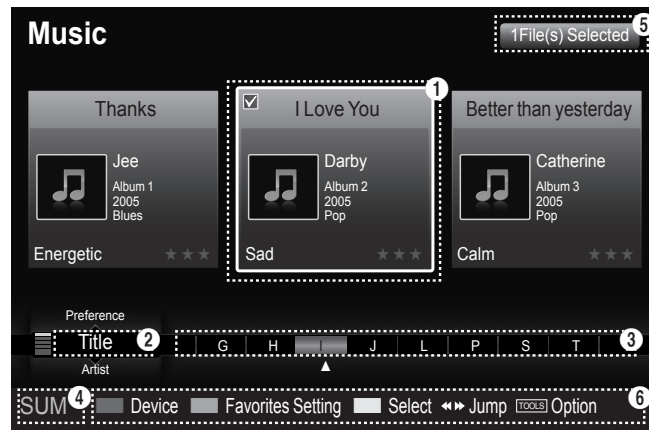 Music
1File(s) Selected
5
1
Thanks
Jee
Album 1
2005
Blues
Energetic
I Love You
Darby
Album 2
2005
Pop
Sad
Better than yesterday
Catherine
Album 3
2005
Pop
Calm
Preference
Title
2
Artist
G H I J L P S T
3
SUM
4
Device Favorites Setting Select Jump TOOLS Option
6